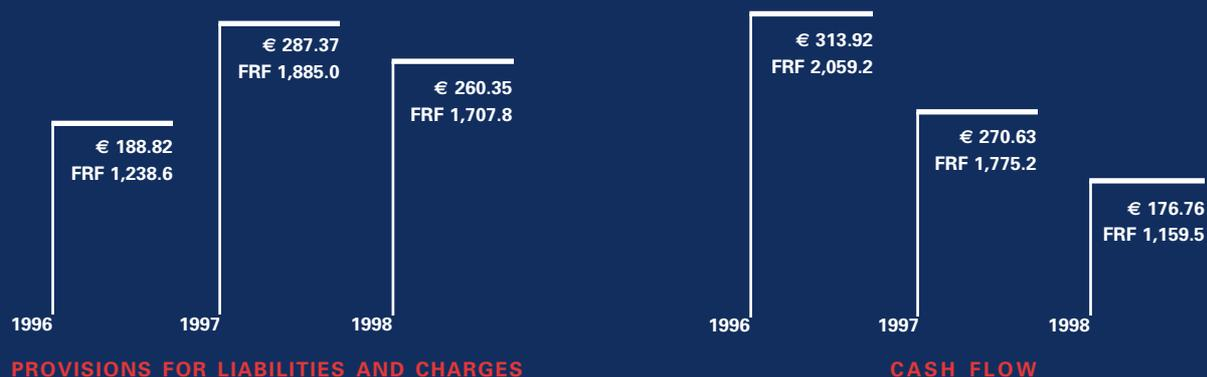 € 188.82
FRF 1,238.6
€ 287.37
FRF 1,885.0
€ 260.35
FRF 1,707.8
1996
1997
1998
PROVISIONS FOR LIABILITIES AND CHARGES
€ 313.92
FRF 2,059.2
€ 270.63
FRF 1,775.2
€ 176.76
FRF 1,159.5
1996
1997
1998
CASH FLOW